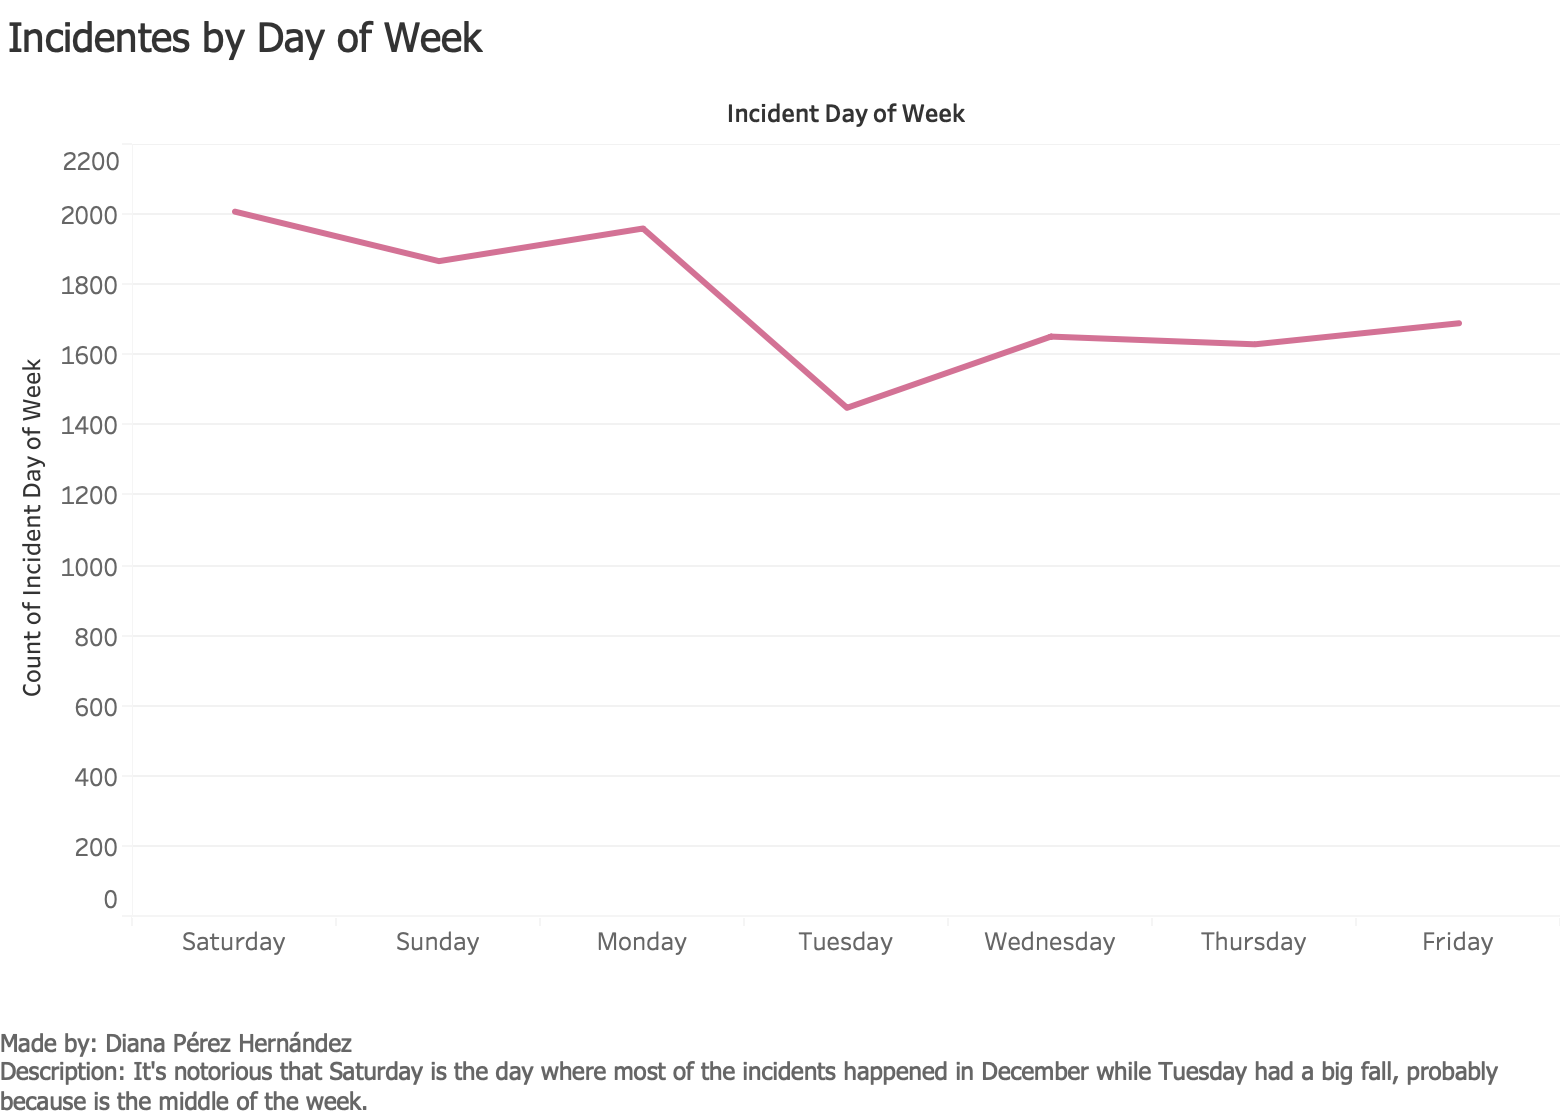 Incidentes by Day of Week
Incident Day of Week
2200
2000
1800
1600
1400
1200
1000
800
600
400
200
0
Count of Incident Day of Week
Saturday Sunday Monday Tuesday Wednesday Thursday Friday
Made by: Diana Pérez Hernández
Description: It's notorious that Saturday is the day where most of the incidents happened in December while Tuesday had a big fall, probably
because is the middle of the week.